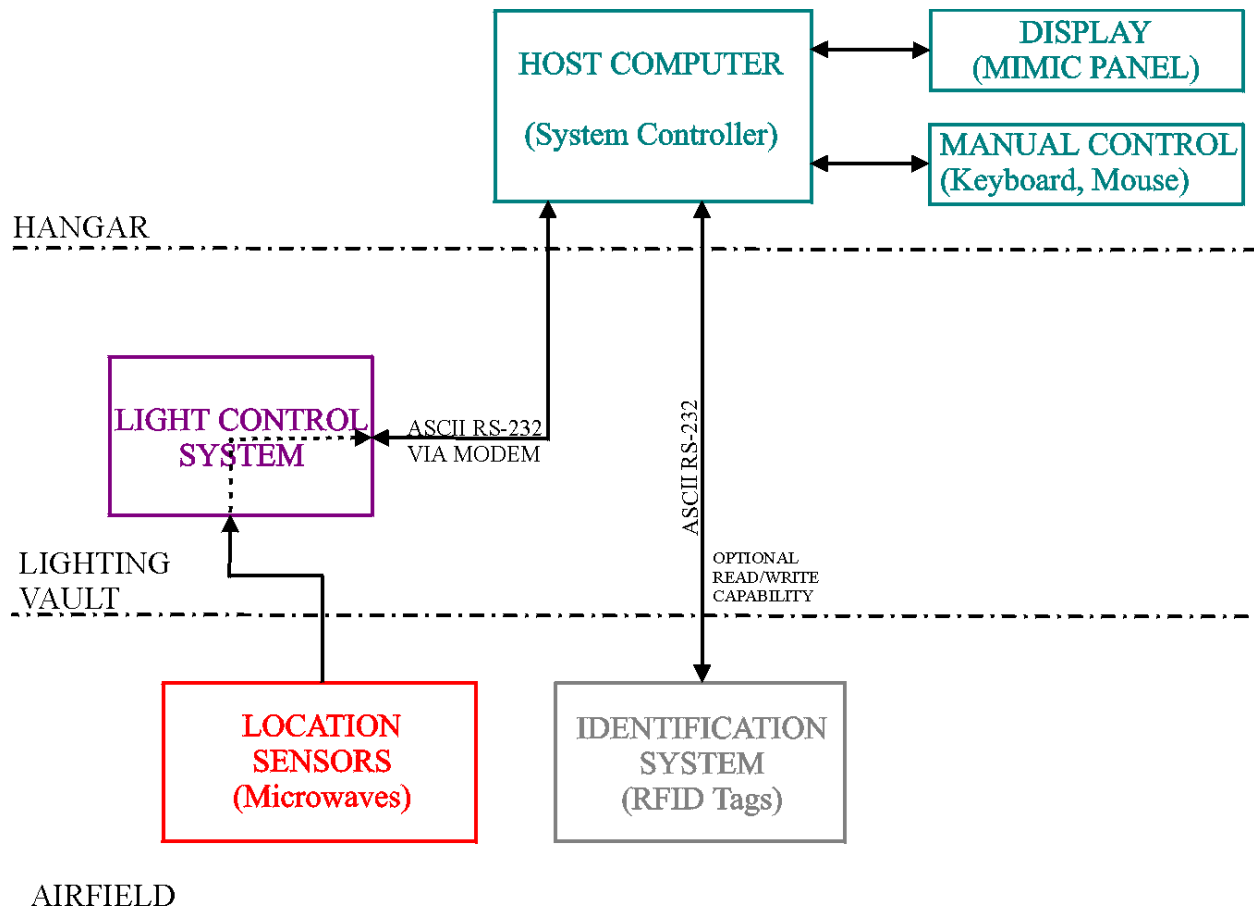 HOST COMPUTER
(System Controller)
DISPLAY
(MIMIC PANEL)
MANUAL CONTROL
(Keyboard, Mouse)
HANGAR
LIGHT CONTROL
SYSTEM
ASCII RS-232
VIA MODEM
ASCII RS-232
OPTIONAL
READ/WRITE
CAPABILITY
LIGHTING
VAULT
LOCATION
SENSORS
(Microwaves)
IDENTIFICATION
SYSTEM
(RFID Tags)
AIRFIELD